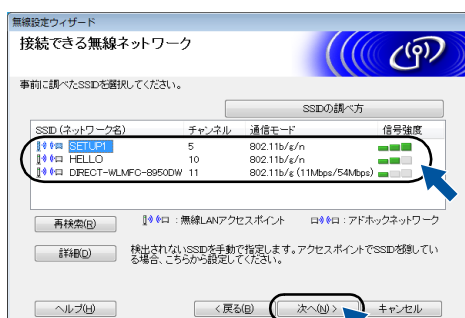 無線設定ウィザード
接続できる無線ネットワーク
事前に調べたSSIDを選択してください。
SSIDの調べ方
SSID (ネットワーク名) チャンネル 通信モード 信号強度
SETUP1 5 802.11b/g/n
HELLO 10 802.11b/g/n
DIRECT-WLMFC-8950DW 11 802.11b/g (11Mbps/54Mbps)
再検索(R) :無線LANアクセスポイント :アドホックネットワーク
詳細(D) 検出されないSSIDを手動で指定します。アクセスポイントでSSIDを隠してい
る場合、こちらから設定してください。
ヘルプ(H) < 戻る(B) 次へ(N) > キャンセル